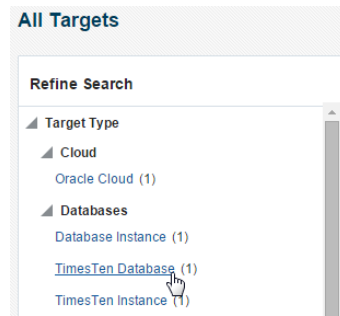 All Targets
Refine Search
Target Type
Cloud
Oracle Cloud (1)
Databases
Database Instance (1)
TimesTen Database (1)
TimesTen Instance (1)